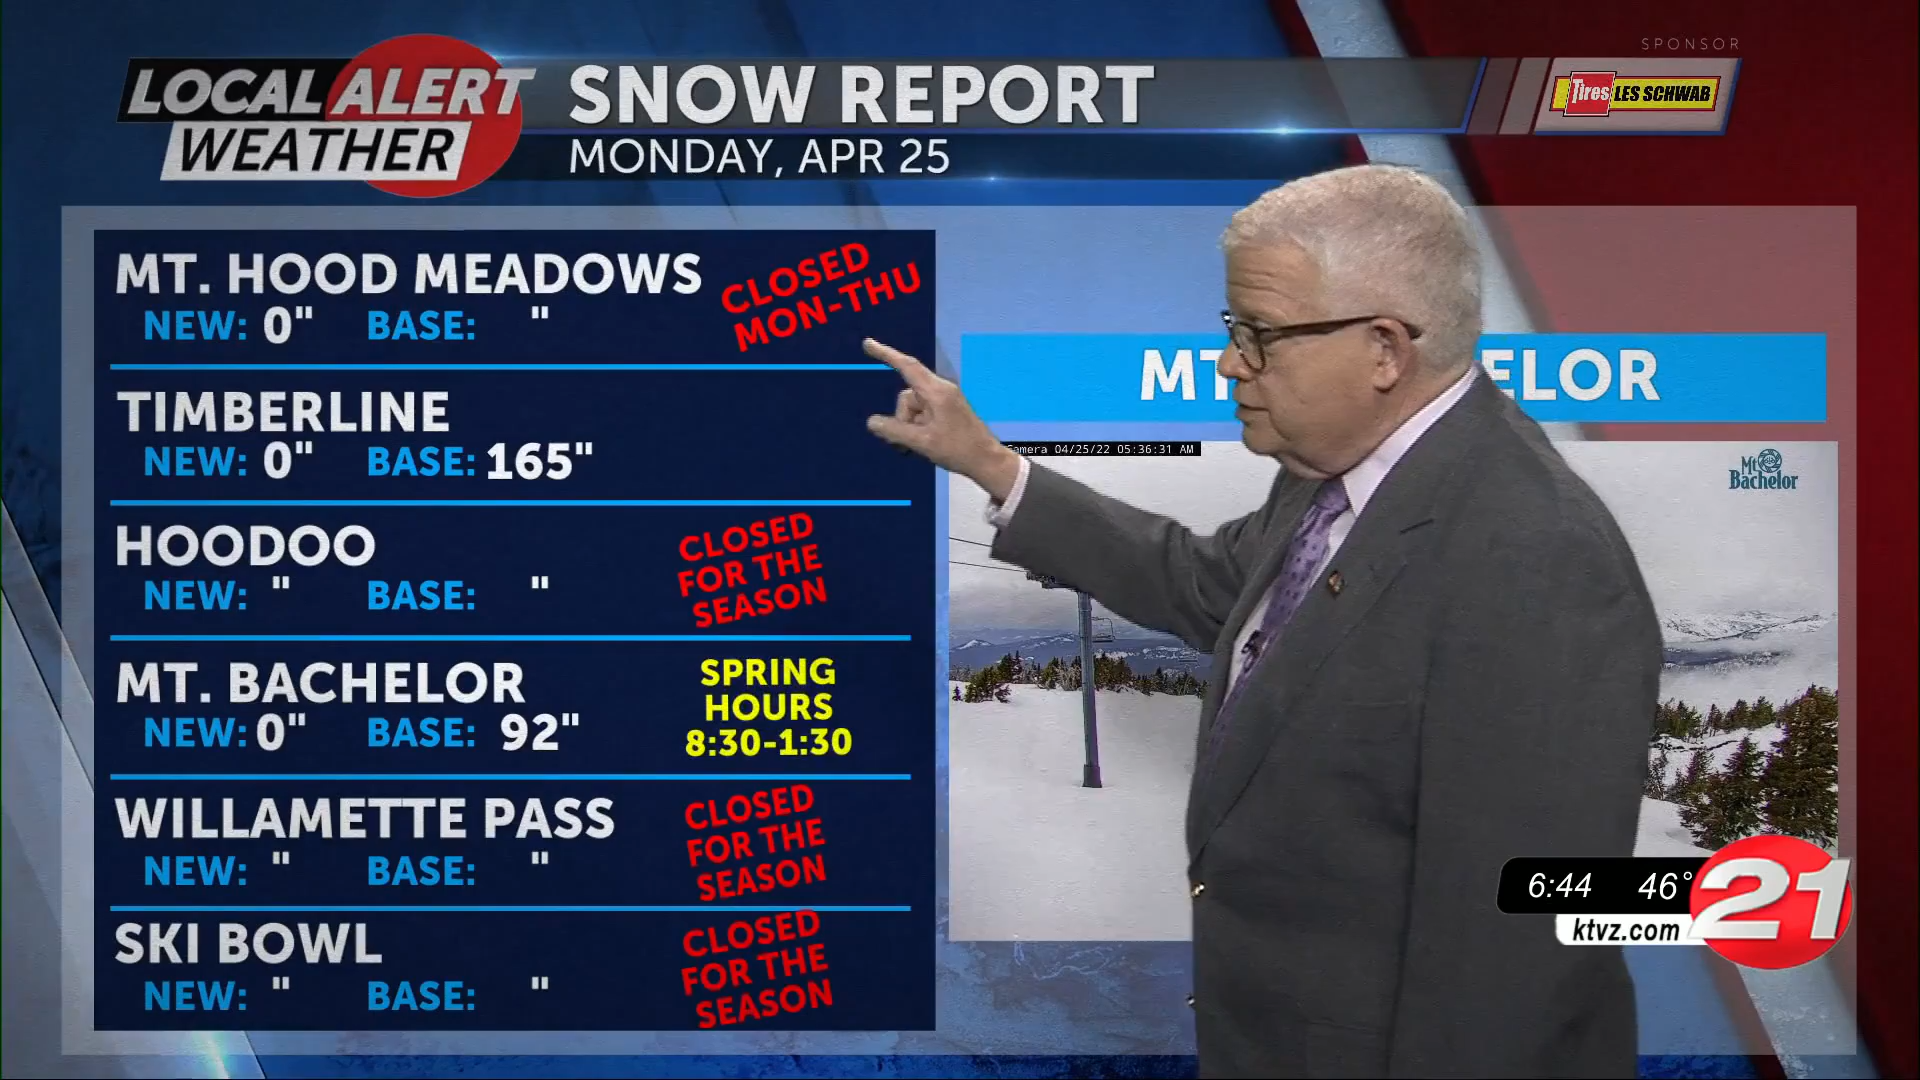 SPONSOR
LOCAL ALERT
WEATHER
SNOW REPORT
MONDAY, APR 25
Tires LES SCHWAB
MT. HOOD MEADOWS
NEW: 0" BASE: "
CLOSED
MON-THU
TIMBERLINE
NEW: 0" BASE: 165"
HOODOO
NEW: " BASE: "
CLOSED
FOR THE
SEASON
MT. BACHELOR
NEW: 0" BASE: 92"
SPRING
HOURS
8:30-1:30
WILLAMETTE PASS
NEW: " BASE: "
CLOSED
FOR THE
SEASON
SKI BOWL
NEW: " BASE: "
CLOSED
FOR THE
SEASON
MT ELOR
04/25/22 05:36:31 AM
Mt.
Bachelor
6:44 46°
21
ktvz.com